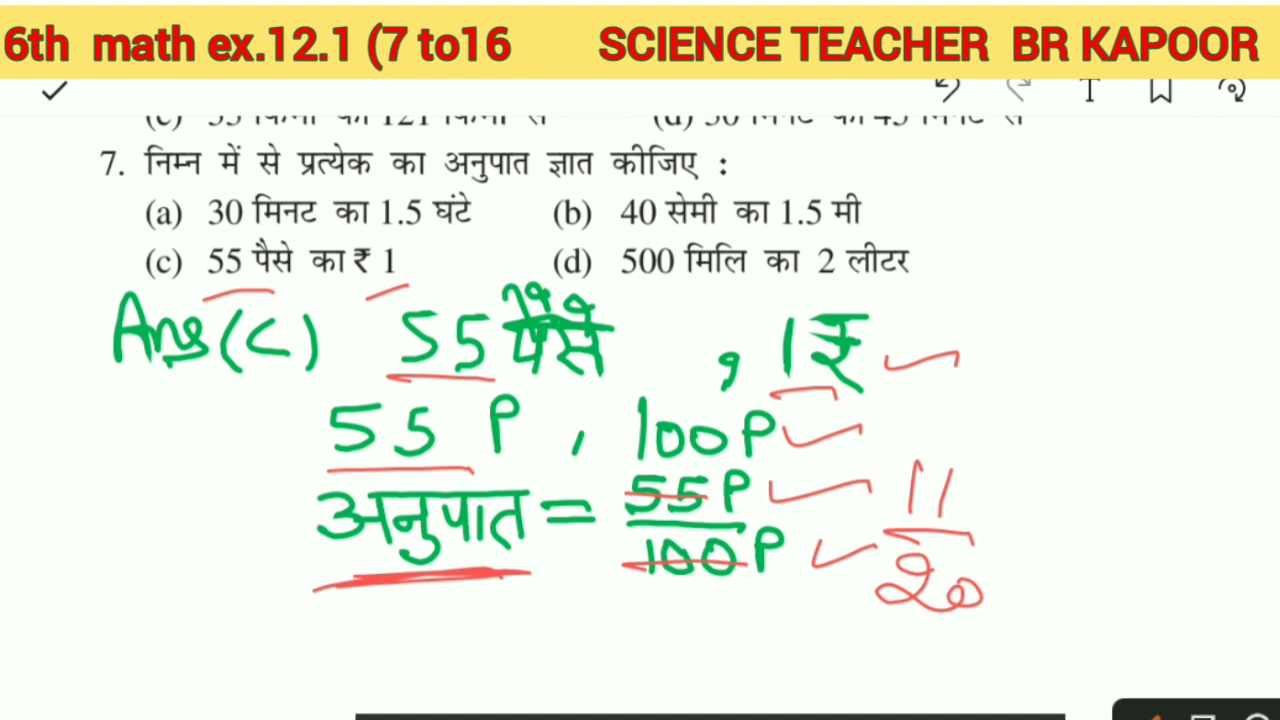 6th math ex.12.1 (7 to16 SCIENCE TEACHER BR KAPOOR
7. निम्न में से प्रत्येक का अनुपात ज्ञात कीजिए :
(a) 30 मिनट का 1.5 घंटे (b) 40 सेमी का 1.5 मी
(c) 55 पैसे का ₹ 1 (d) 500 मिलि का 2 लीटर
Ans (C) 55 पैसे , 1₹
55 P , 100P
अनुपात = 55P 11
100P 20